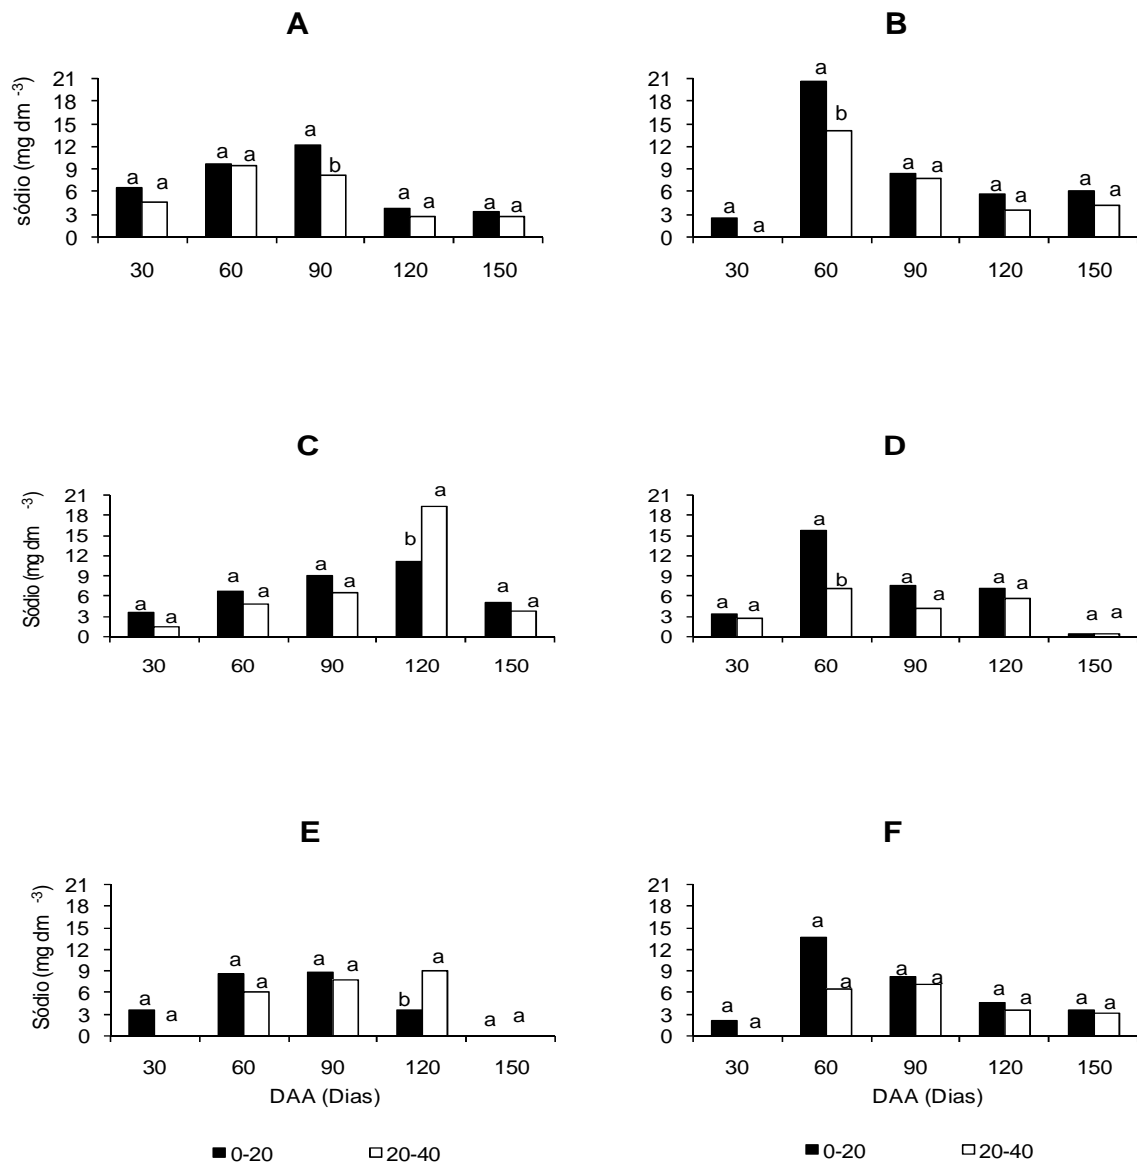 A
sódio (mg dm -3)
21
18
15
12
9
6
3
0
a a a a a b a a a a
30 60 90 120 150
B
21
18
15
12
9
6
3
0
a a a b a a a a a a
30 60 90 120 150
C
Sódio (mg dm -3)
21
18
15
12
9
6
3
0
a a a a a a b a a a
30 60 90 120 150
D
21
18
15
12
9
6
3
0
a a a b a a a a a a
30 60 90 120 150
E
Sódio (mg dm -3)
21
18
15
12
9
6
3
0
a a a a a a b a a a
30 60 90 120 150
DAA (Dias)
0-20 20-40
F
21
18
15
12
9
6
3
0
a a a a a a a a a a
30 60 90 120 150
DAA (Dias)
0-20 20-40